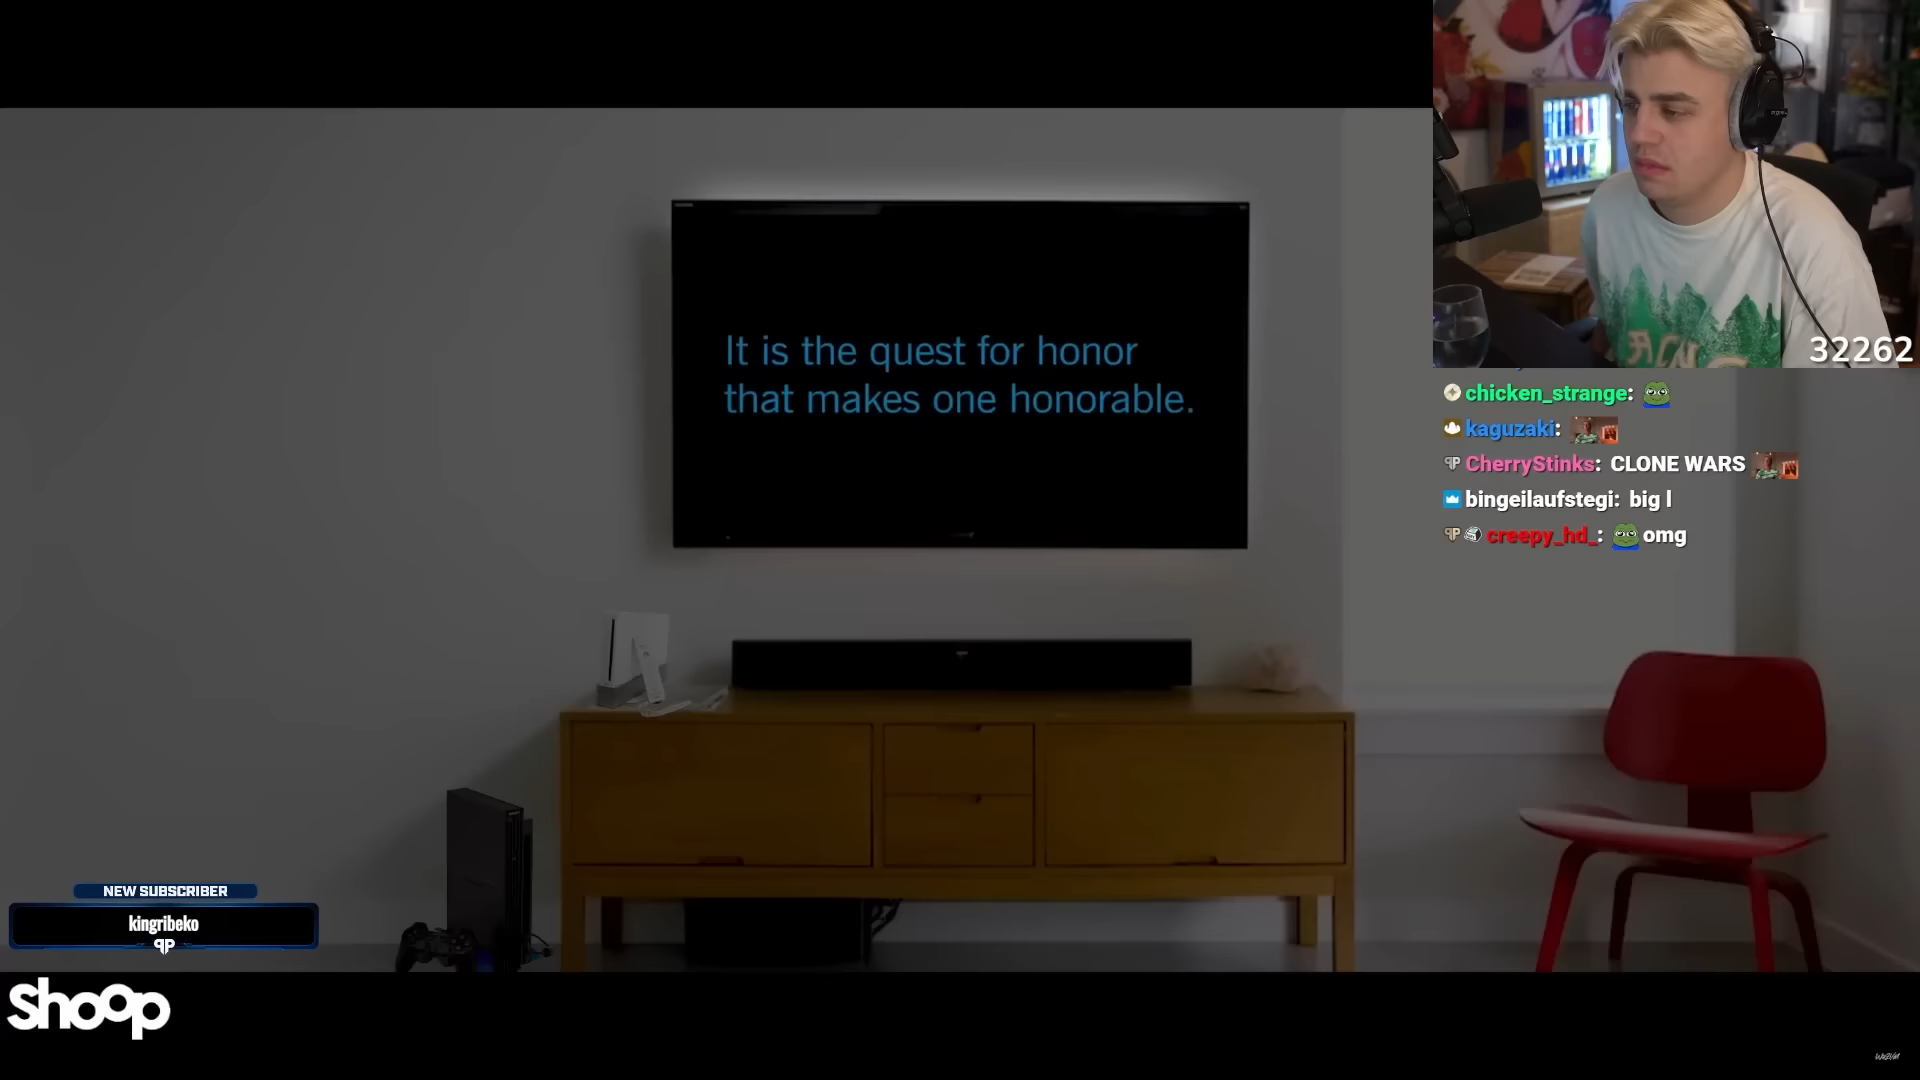 It is the quest for honor
that makes one honorable.
32262
chicken_strange:
kaguzaki:
CherryStinks: CLONE WARS
bingeilaufstegi: big l
creepy_hd_: omg
NEW SUBSCRIBER
kingribeko
Shoop